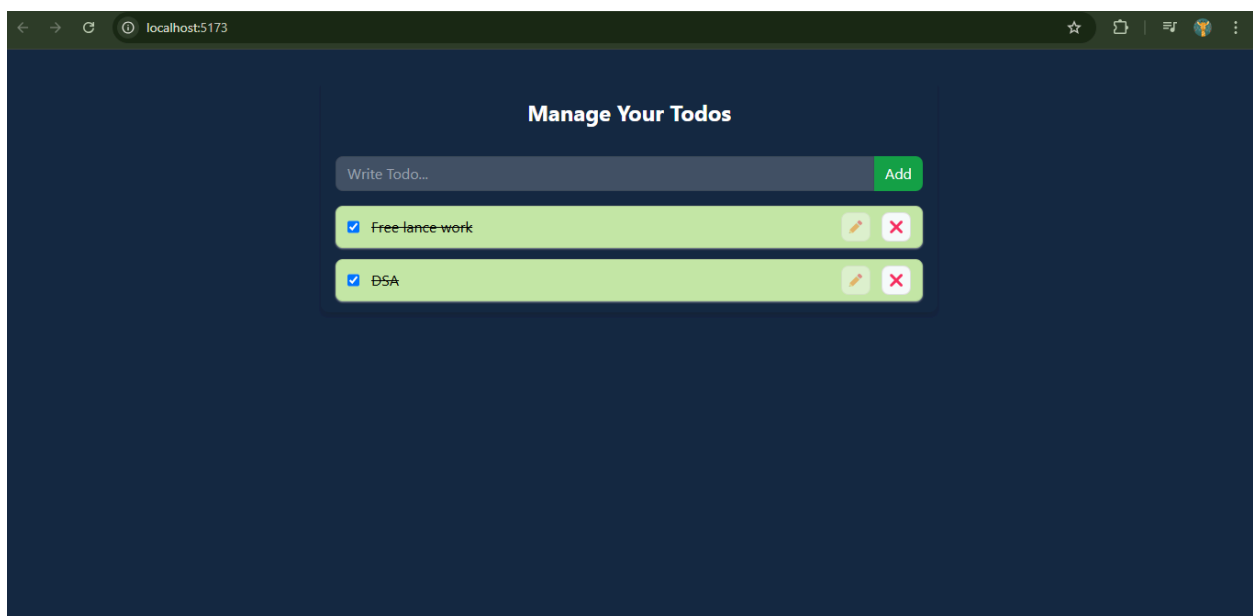 localhost:5173
Manage Your Todos
Write Todo...
Add
Free lance work
DSA